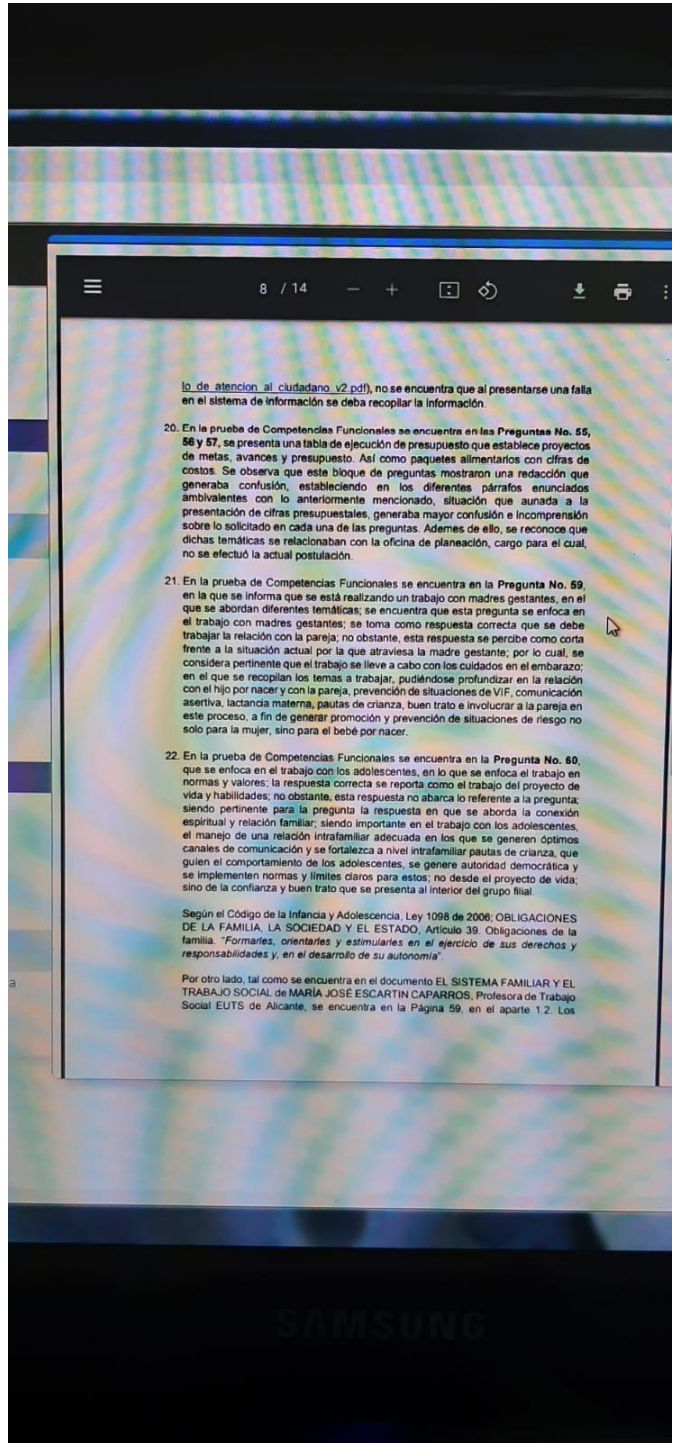 8 / 14
lo de atencion al ciudadano v2.pdf), no se encuentra que al presentarse una falla
en el sistema de información se deba recopilar la información.
20. En la prueba de Competencias Funcionales se encuentra en las Preguntas No. 55,
56 y 57, se presenta una tabla de ejecución de presupuesto que establece proyectos
de metas, avances y presupuesto. Así como paquetes alimentarios con cifras de
costos. Se observa que este bloque de preguntas mostraron una redacción que
generaba confusión, estableciendo en los diferentes párrafos enunciados
ambivalentes con lo anteriormente mencionado, situación que aunada a la
presentación de cifras presupuestales, generaba mayor confusión e incomprensión
sobre lo solicitado en cada una de las preguntas. Ademes de ello, se reconoce que
dichas temáticas se relacionaban con la oficina de planeación, cargo para el cual,
no se efectuó la actual postulación.
21. En la prueba de Competencias Funcionales se encuentra en la Pregunta No. 59,
en la que se informa que se está realizando un trabajo con madres gestantes, en el
que se abordan diferentes temáticas; se encuentra que esta pregunta se enfoca en
el trabajo con madres gestantes; se toma como respuesta correcta que se debe
trabajar la relación con la pareja; no obstante, esta respuesta se percibe como corta
frente a la situación actual por la que atraviesa la madre gestante; por lo cual, se
considera pertinente que el trabajo se lleve a cabo con los cuidados en el embarazo;
en el que se recopilan los temas a trabajar, pudiéndose profundizar en la relación
con el hijo por nacer y con la pareja, prevención de situaciones de VIF, comunicación
asertiva, lactancia materna, pautas de crianza, buen trato e involucrar a la pareja en
este proceso, a fin de generar promoción y prevención de situaciones de riesgo no
solo para la mujer, sino para el bebé por nacer.
22. En la prueba de Competencias Funcionales se encuentra en la Pregunta No. 60,
que se enfoca en el trabajo con los adolescentes, en lo que se enfoca el trabajo en
normas y valores; la respuesta correcta se reporta como el trabajo del proyecto de
vida y habilidades; no obstante, esta respuesta no abarca lo referente a la pregunta;
siendo pertinente para la pregunta la respuesta en que se aborda la conexión
espiritual y relación familiar; siendo importante en el trabajo con los adolescentes,
el manejo de una relación intrafamiliar adecuada en los que se generen óptimos
canales de comunicación y se fortalezca a nivel intrafamiliar pautas de crianza, que
guíen el comportamiento de los adolescentes, se genere autoridad democrática y
se implementen normas y límites claros para estos; no desde el proyecto de vida;
sino de la confianza y buen trato que se presenta al interior del grupo filial.
Según el Código de la Infancia y Adolescencia, Ley 1098 de 2006; OBLIGACIONES
DE LA FAMILIA, LA SOCIEDAD Y EL ESTADO, Artículo 39. Obligaciones de la
familia. "Formarles, orientarles y estimularles en el ejercicio de sus derechos y
responsabilidades y, en el desarrollo de su autonomía".
Por otro lado, tal como se encuentra en el documento EL SISTEMA FAMILIAR Y EL
TRABAJO SOCIAL de MARÍA JOSÉ ESCARTIN CAPARROS, Profesora de Trabajo
Social EUTS de Alicante, se encuentra en la Página 59, en el aparte 1.2. Los
a
SAMSUNG